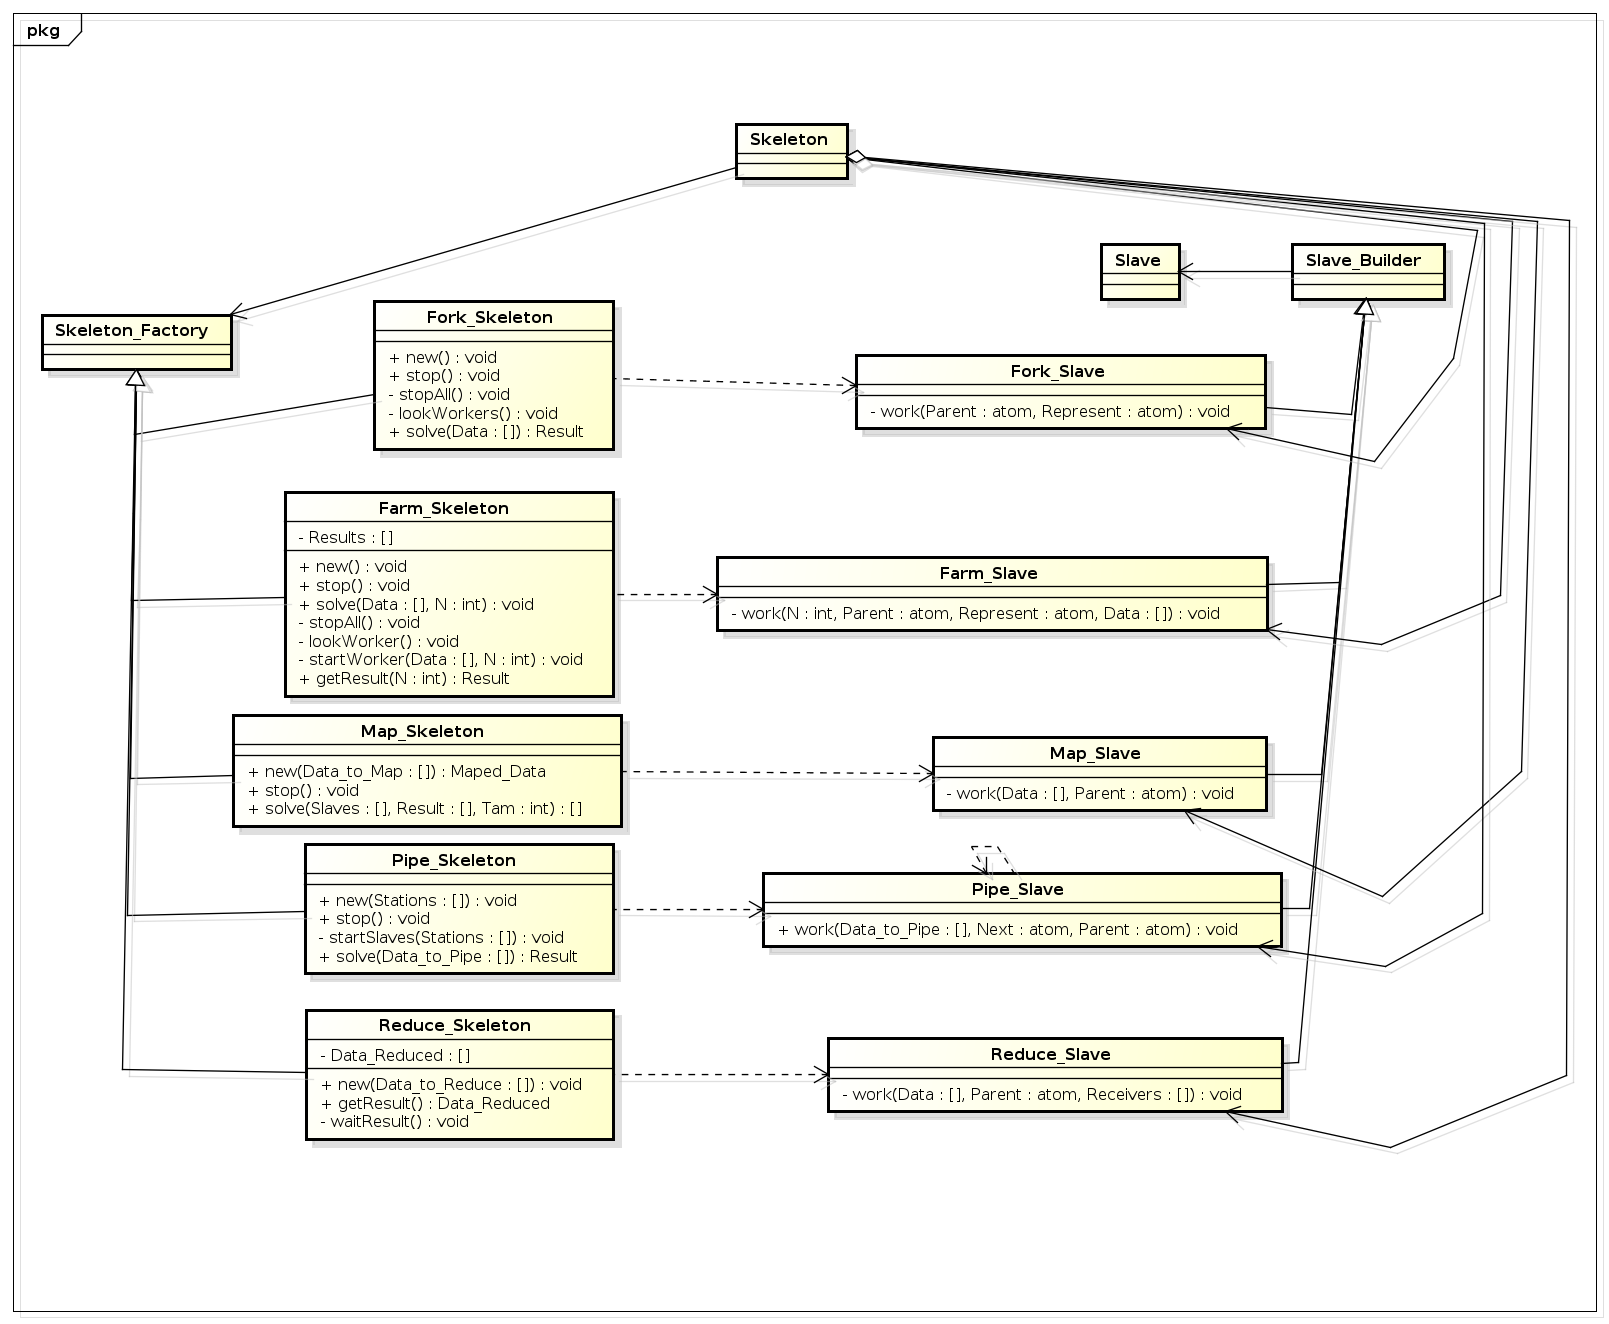 pkg
Skeleton
Slave
Slave_Builder
Skeleton_Factory
Fork_Skeleton
+ new() : void
+ stop() : void
- stopAll() : void
- lookWorkers() : void
+ solve(Data : []) : Result
Fork_Slave
- work(Parent : atom, Represent : atom) : void
Farm_Skeleton
- Results : []
+ new() : void
+ stop() : void
+ solve(Data : [], N : int) : void
- stopAll() : void
- lookWorker() : void
- startWorker(Data : [], N : int) : void
+ getResult(N : int) : Result
Farm_Slave
- work(N : int, Parent : atom, Represent : atom, Data : []) : void
Map_Skeleton
+ new(Data_to_Map : []) : Maped_Data
+ stop() : void
+ solve(Slaves : [], Result : [], Tam : int) : []
Map_Slave
- work(Data : [], Parent : atom) : void
Pipe_Skeleton
+ new(Stations : []) : void
+ stop() : void
- startSlaves(Stations : []) : void
+ solve(Data_to_Pipe : []) : Result
Pipe_Slave
+ work(Data_to_Pipe : [], Next : atom, Parent : atom) : void
Reduce_Skeleton
- Data_Reduced : []
+ new(Data_to_Reduce : []) : void
+ getResult() : Data_Reduced
- waitResult() : void
Reduce_Slave
- work(Data : [], Parent : atom, Receivers : []) : void